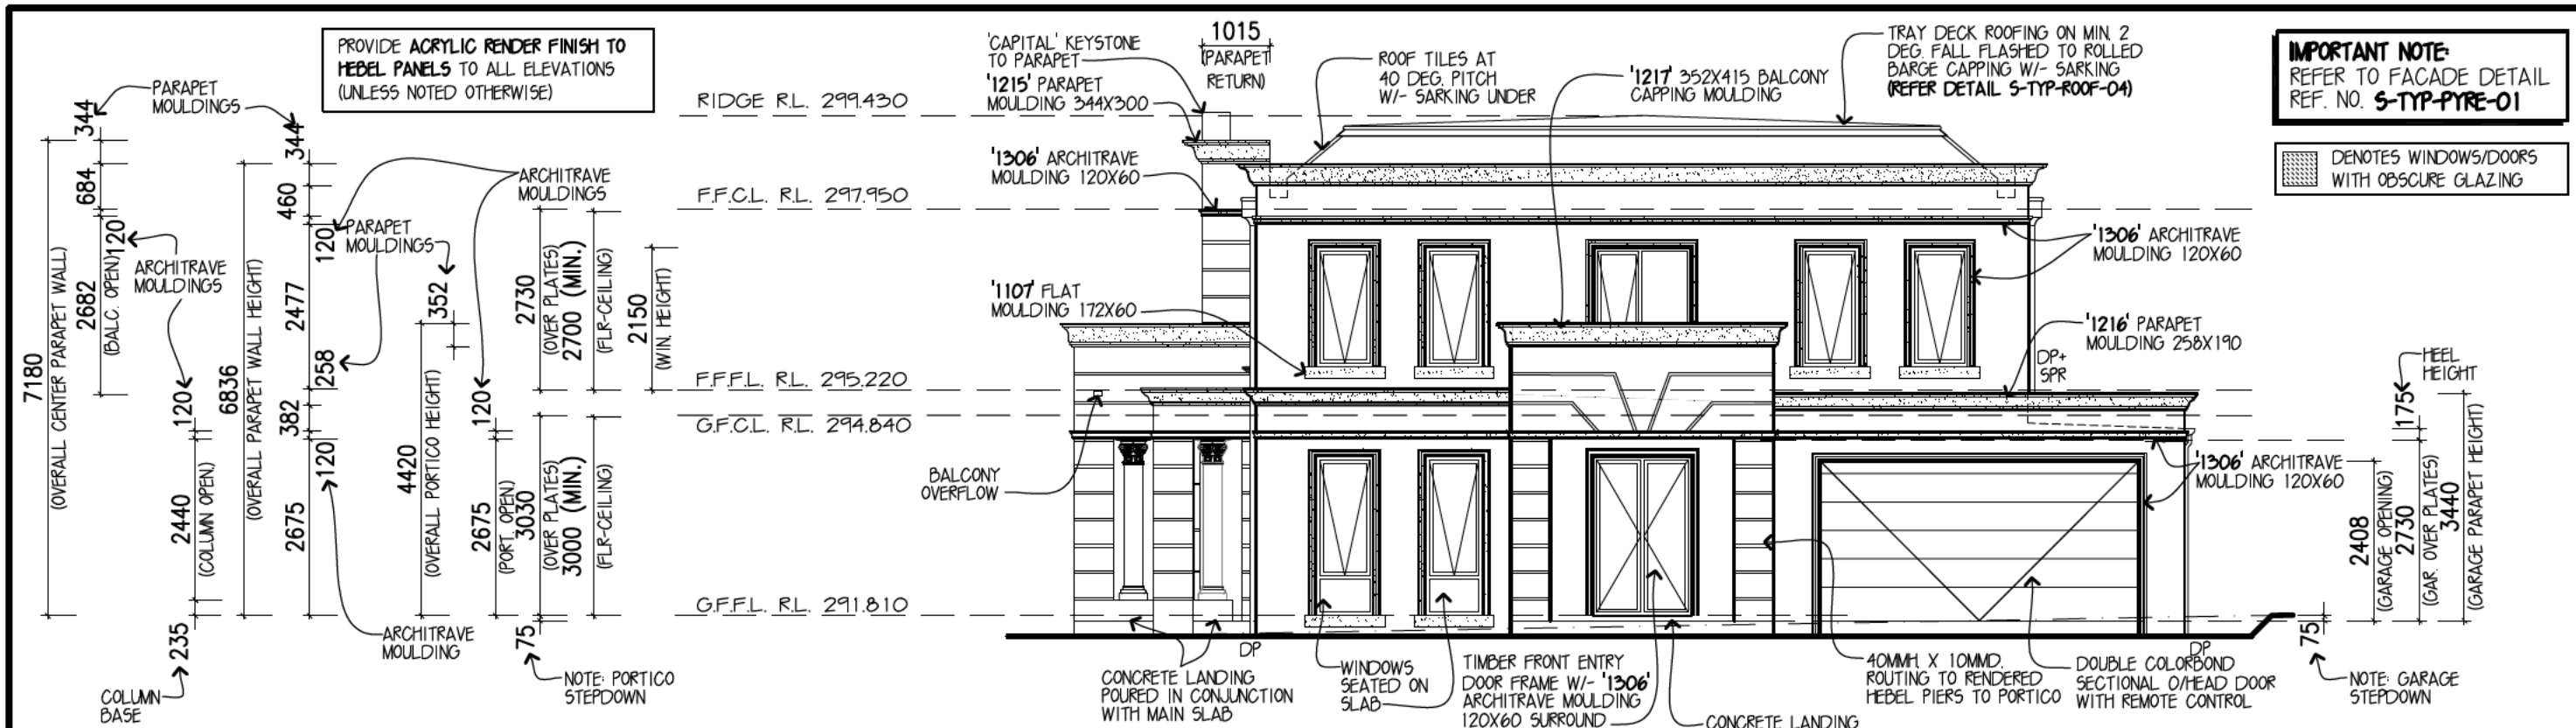 PROVIDE ACRYLIC RENDER FINISH TO
HEBEL PANELS TO ALL ELEVATIONS
(UNLESS NOTED OTHERWISE)
PARAPET
MOULDINGS
344
344
684
460
120
120
PARAPET
MOULDINGS
ARCHITRAVE
MOULDINGS
ARCHITRAVE
MOULDINGS
7180
(OVERALL CENTER PARAPET WALL)
2682
(BALC. OPEN)
120
2440
(COLUMN OPEN)
235
COLUMN
BASE
6836
(OVERALL PARAPET WALL HEIGHT)
2477
258
382
120
2675
ARCHITRAVE
MOULDING
352
4420
(OVERALL PORTICO HEIGHT)
120
2675
(PORT. OPEN)
2730
(OVER PLATES)
2700 (MIN.)
(FLR-CEILING)
2150
(WIN. HEIGHT)
3030
(OVER PLATES)
3000 (MIN.)
(FLR-CEILING)
75
NOTE: PORTICO
STEPDOWN
RIDGE R.L. 299.430
F.F.C.L. R.L. 297.950
F.F.F.L. R.L. 295.220
G.F.C.L. R.L. 294.840
G.F.F.L. R.L. 291.810
'CAPITAL' KEYSTONE
TO PARAPET
'1215' PARAPET
MOULDING 344X300
1015
(PARAPET
RETURN)
'1306' ARCHITRAVE
MOULDING 120X60
'1107' FLAT
MOULDING 172X60
BALCONY
OVERFLOW
ROOF TILES AT
40 DEG. PITCH
W/- SARKING UNDER
'1217' 352X415 BALCONY
CAPPING MOULDING
TRAY DECK ROOFING ON MIN. 2
DEG. FALL FLASHED TO ROLLED
BARGE CAPPING W/- SARKING
(REFER DETAIL S-TYP-ROOF-04)
IMPORTANT NOTE:
REFER TO FACADE DETAIL
REF. NO. S-TYP-PYRE-01
DENOTES WINDOWS/DOORS
WITH OBSCURE GLAZING
'1306' ARCHITRAVE
MOULDING 120X60
'1216' PARAPET
MOULDING 258X190
DP+
SPR
'1306' ARCHITRAVE
MOULDING 120X60
HEEL
HEIGHT
175
2408
(GARAGE OPENING)
2730
(GAR. OVER PLATES)
3440
(GARAGE PARAPET HEIGHT)
75
NOTE: GARAGE
STEPDOWN
DP
DP
CONCRETE LANDING
POURED IN CONJUNCTION
WITH MAIN SLAB
WINDOWS
SEATED ON
SLAB
TIMBER FRONT ENTRY
DOOR FRAME W/- '1306'
ARCHITRAVE MOULDING
120X60 SURROUND
CONCRETE LANDING
40MMH. X 10MMD.
ROUTING TO RENDERED
HEBEL PIERS TO PORTICO
DOUBLE COLORBOND
SECTIONAL O/HEAD DOOR
WITH REMOTE CONTROL